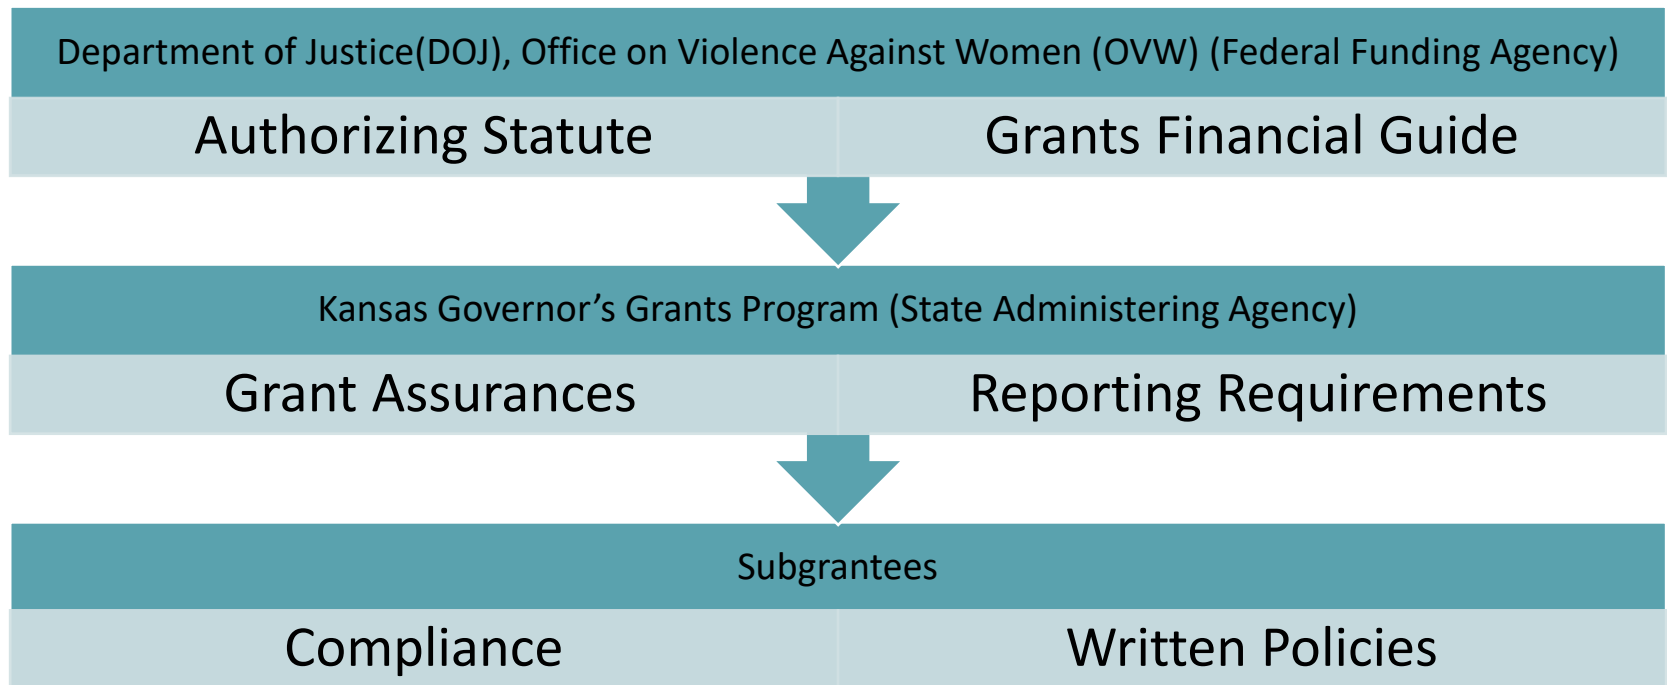 Department of Justice(DOJ), Office on Violence Against Women (OVW) (Federal Funding Agency)
Authorizing Statute
Grants Financial Guide
Kansas Governor’s Grants Program (State Administering Agency)
Grant Assurances
Reporting Requirements
Subgrantees
Compliance
Written Policies